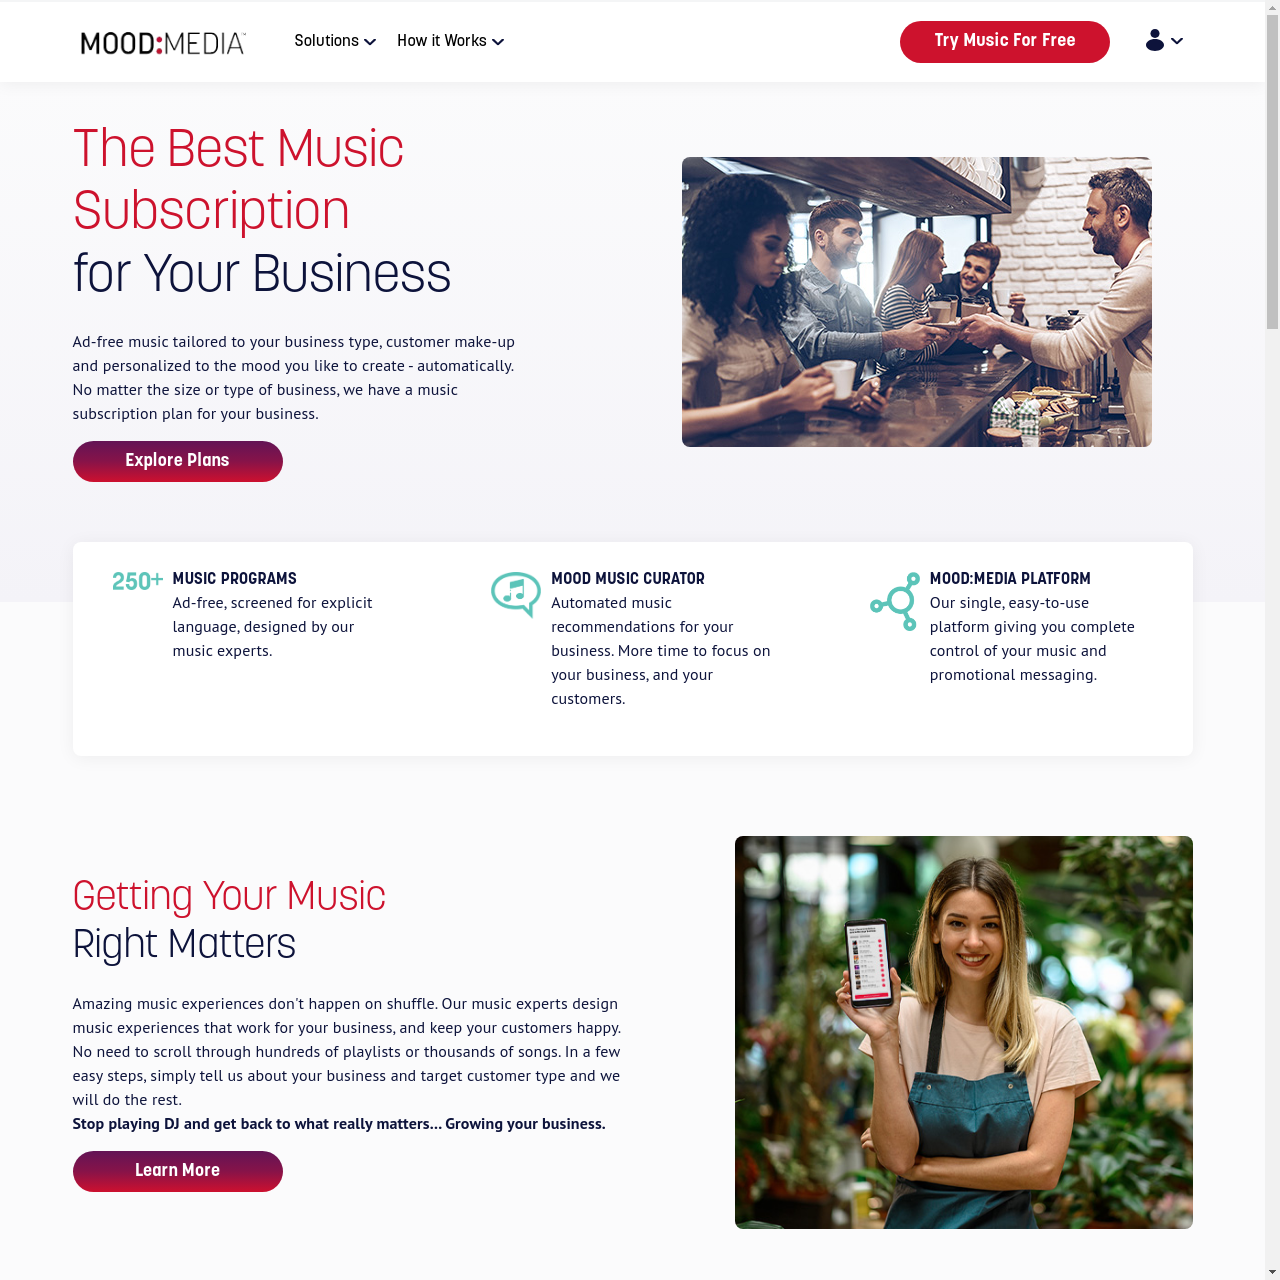 MOOD:MEDIA
Solutions
How it Works
Try Music For Free
The Best Music
Subscription
for Your Business
Ad-free music tailored to your business type, customer make-up
and personalized to the mood you like to create - automatically.
No matter the size or type of business, we have a music
subscription plan for your business.
Explore Plans
250+
MUSIC PROGRAMS
Ad-free, screened for explicit
language, designed by our
music experts.
MOOD MUSIC CURATOR
Automated music
recommendations for your
business. More time to focus on
your business, and your
customers.
MOOD:MEDIA PLATFORM
Our single, easy-to-use
platform giving you complete
control of your music and
promotional messaging.
Getting Your Music
Right Matters
Amazing music experiences don't happen on shuffle. Our music experts design
music experiences that work for your business, and keep your customers happy.
No need to scroll through hundreds of playlists or thousands of songs. In a few
easy steps, simply tell us about your business and target customer type and we
will do the rest.
Stop playing DJ and get back to what really matters... Growing your business.
Learn More